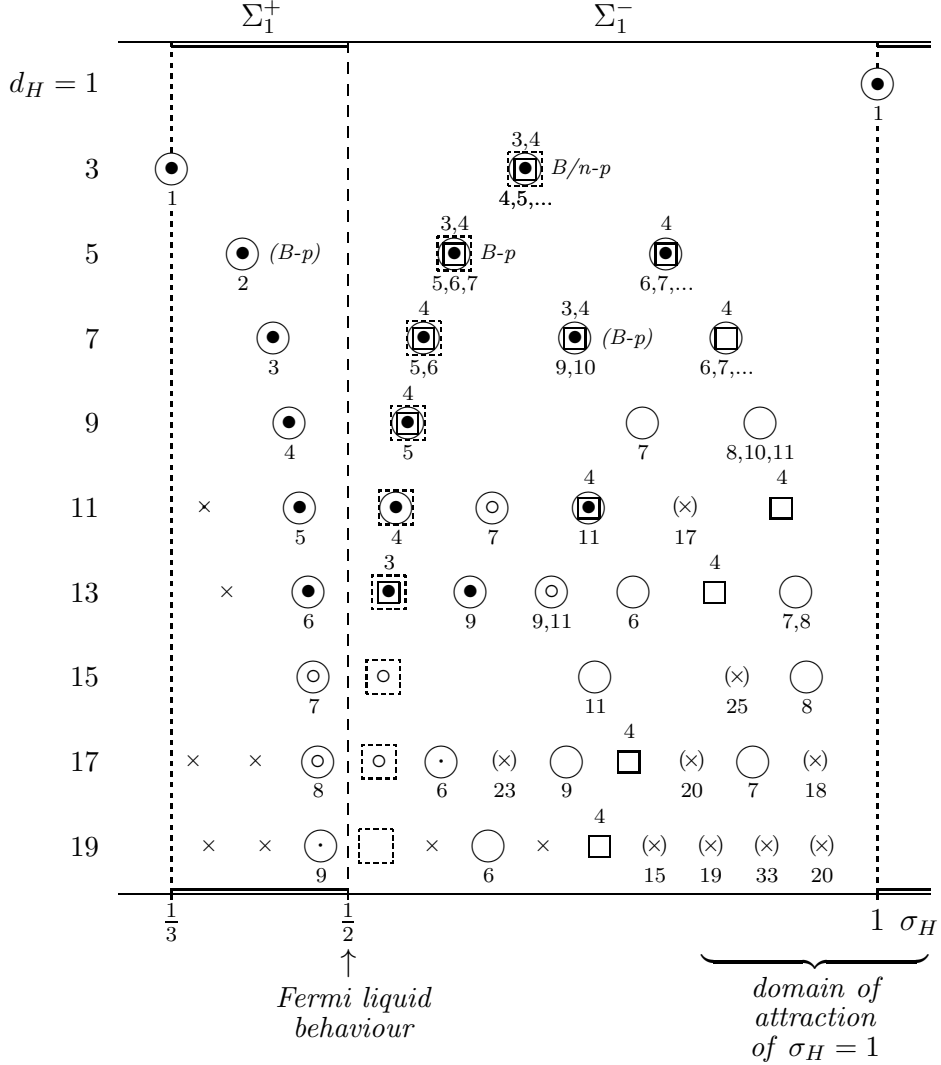 Σ₁⁺ Σ₁⁻
d_H = 1
1
3,4
3 B/n-p
1 4,5,...
3,4 4
5 (B-p) B-p
2 5,6,7 6,7,...
4 3,4 4
7 (B-p)
3 5,6 9,10 6,7,...
4
9
4 5 7 8,10,11
4 4
11 × (×)
5 4 7 11 17
3 4
13 ×
6 9 9,11 6 7,8
15 (×)
7 11 25 8
4
17 × × (×) (×) (×)
8 6 23 9 20 7 18
4
19 × × × × (×) (×) (×) (×)
9 6 15 19 33 20
1/3 1/2 1 σ_H
↑
Fermi liquid
behaviour
domain of
attraction
of σ_H = 1